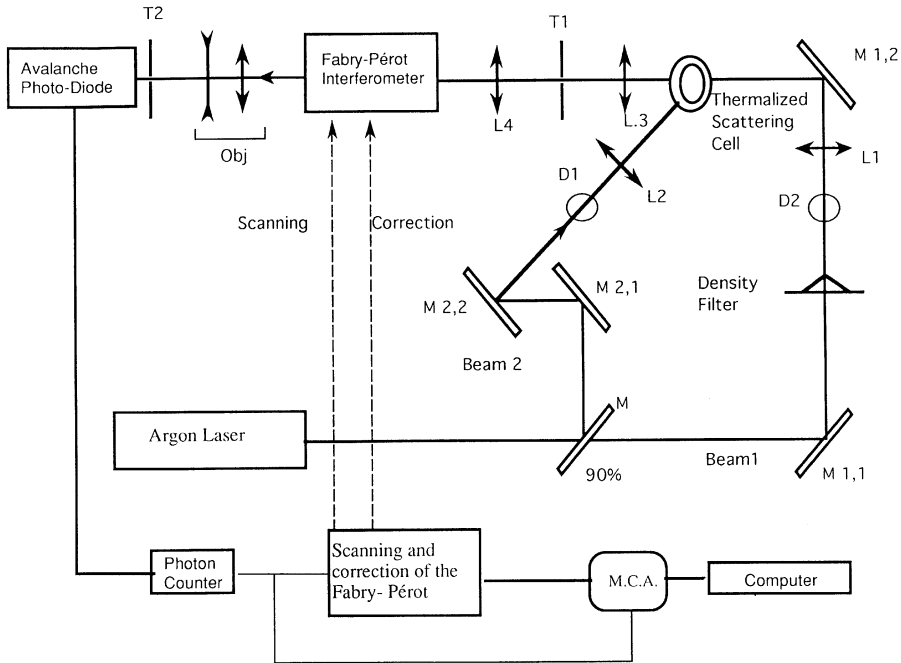 T2
T1
Avalanche
Photo-Diode
Fabry-Pérot
Interferometer
M 1,2
L4
L.3
Thermalized
Scattering
Cell
Obj
L1
D1
L2
D2
Scanning
Correction
M 2,2
M 2,1
Density
Filter
Beam 2
M
Argon Laser
90%
Beam1
M 1,1
Photon
Counter
Scanning and
correction of the
Fabry- Pérot
M.C.A.
Computer